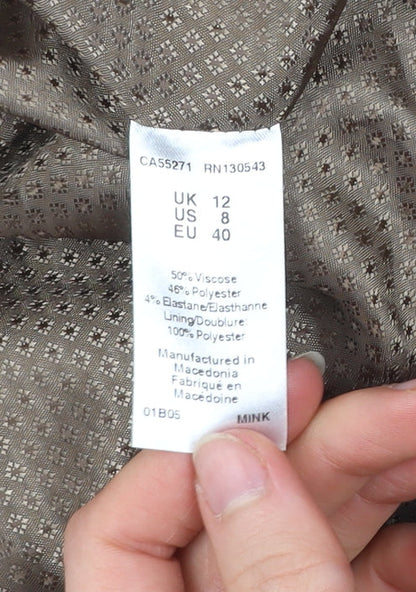 CA55271 RN130543
UK 12
US 8
EU 40
50% Viscose
46% Polyester
4% Elastane/Elasthanne
Lining/Doublure:
100% Polyester
Manufactured in
Macedonia
Fabriqué en
Macedoine
01B05 MINK